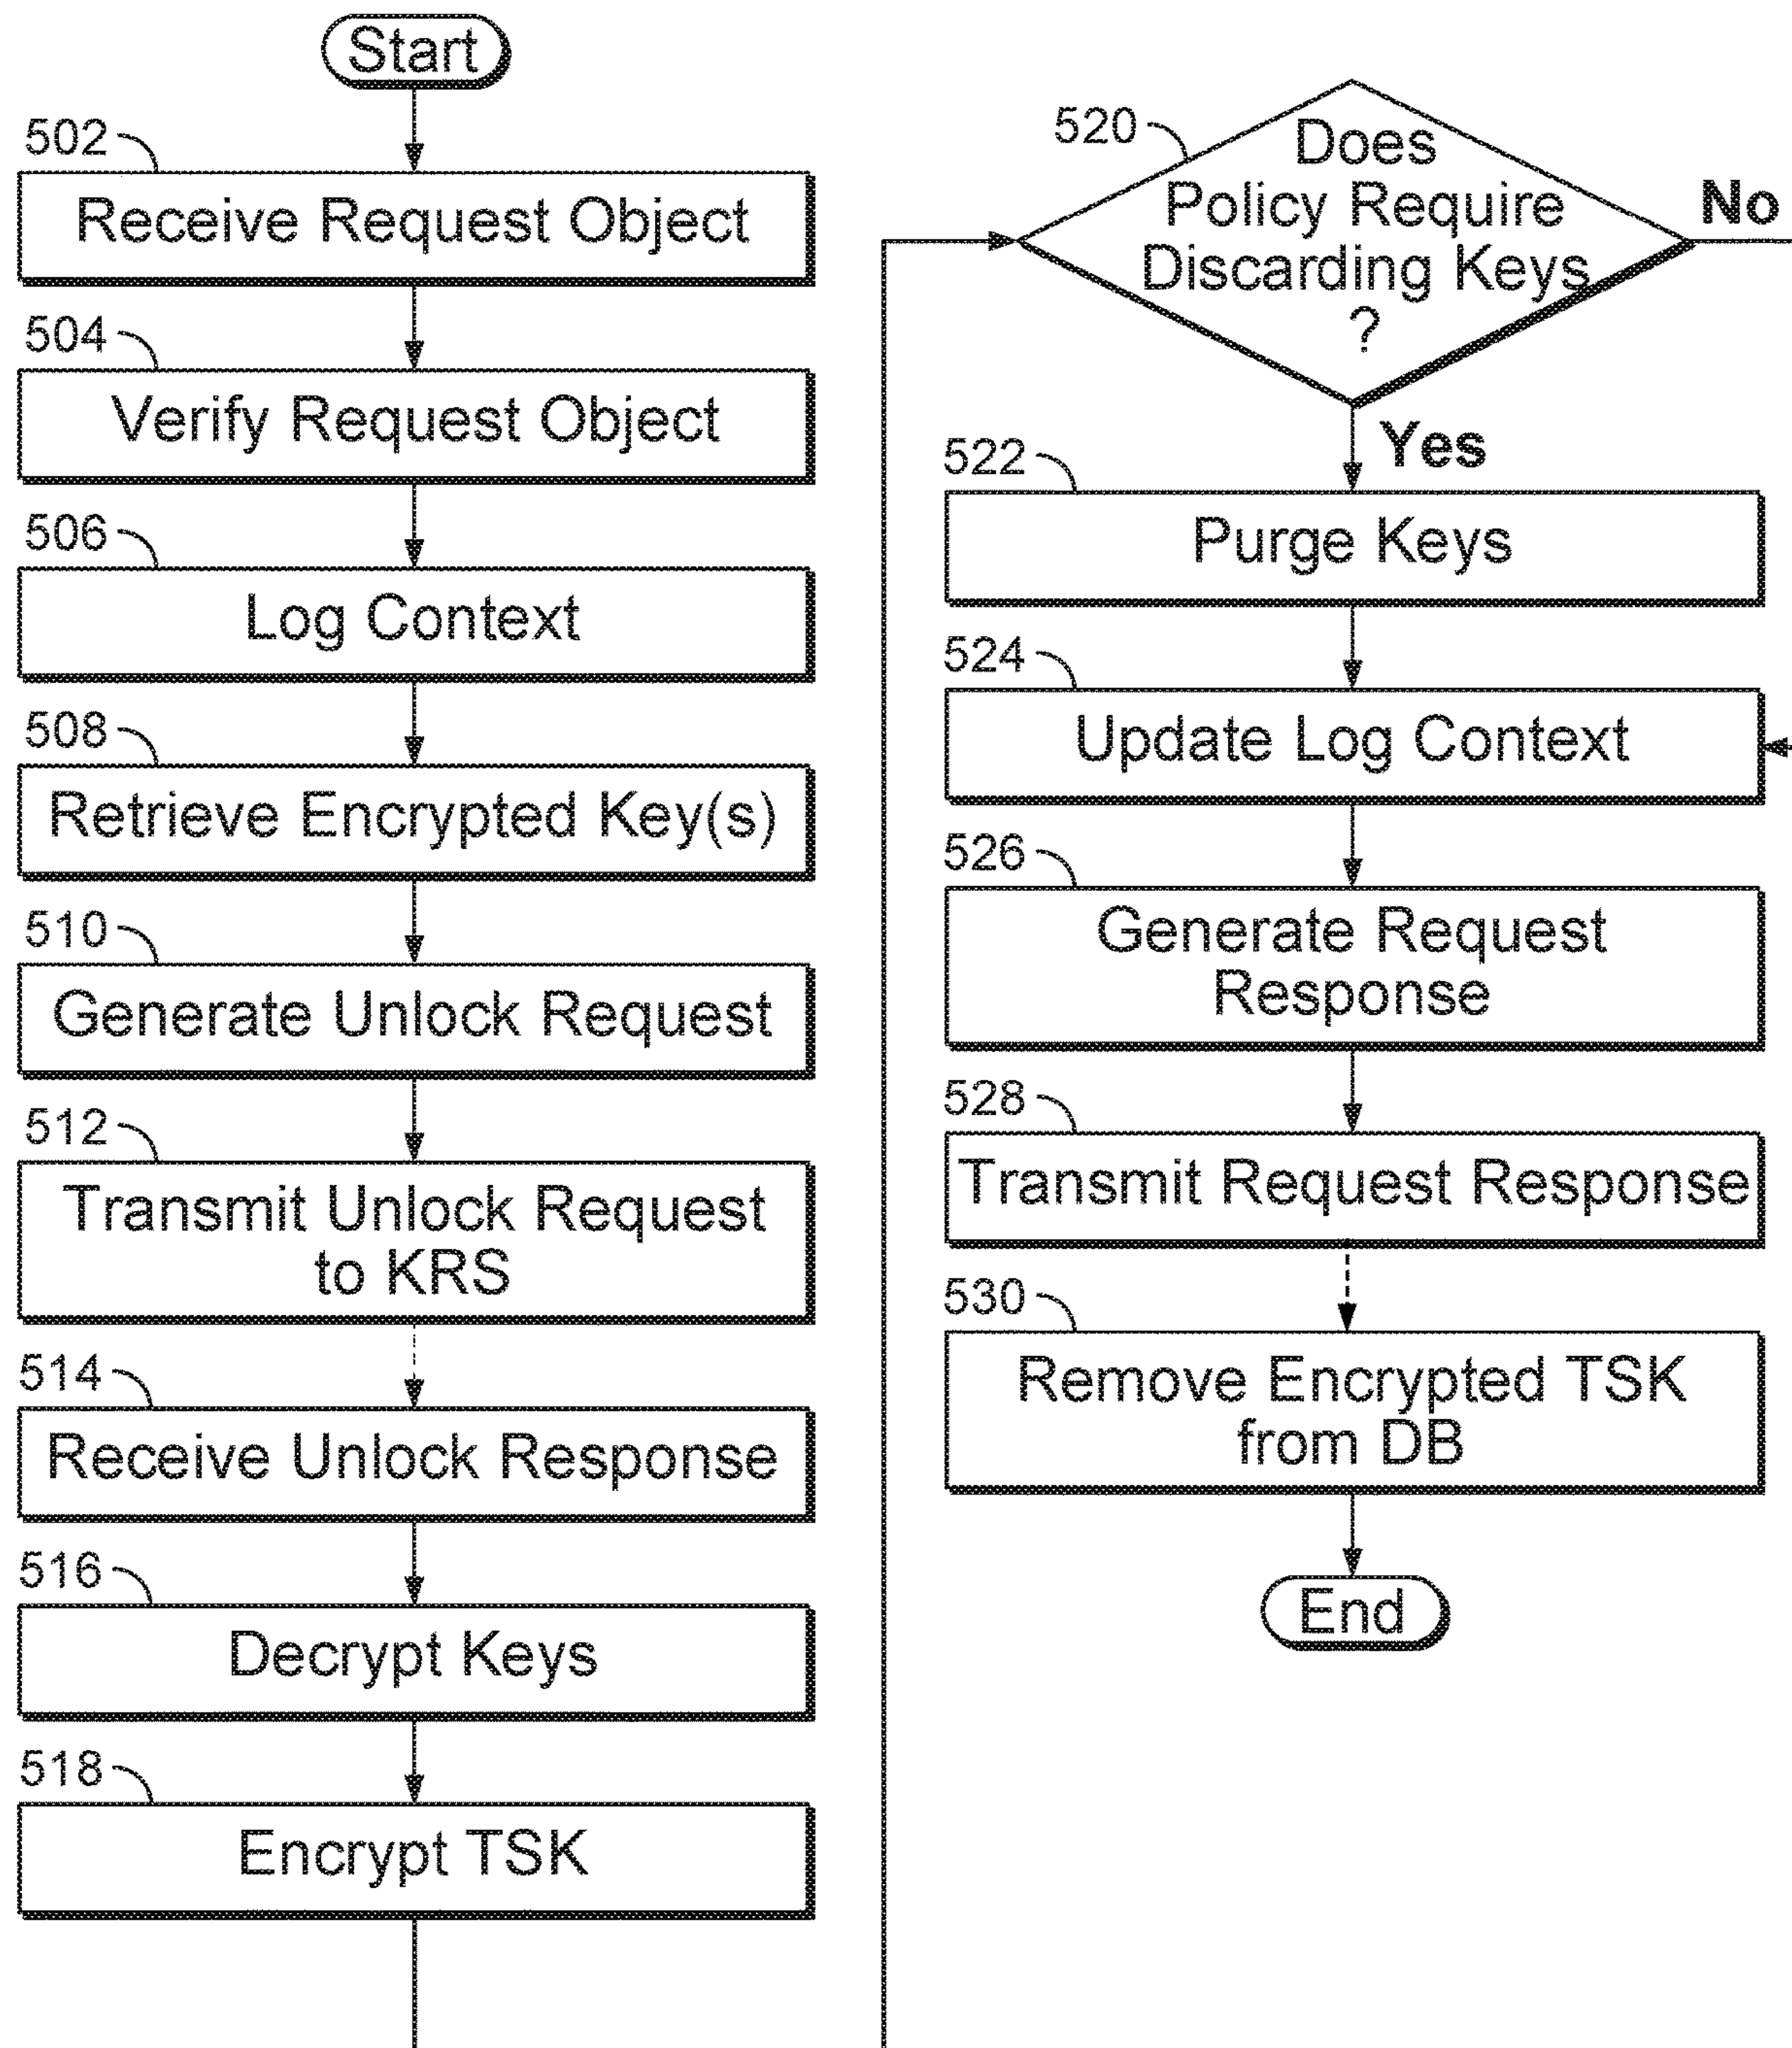 Start
502
Receive Request Object
504
Verify Request Object
506
Log Context
508
Retrieve Encrypted Key(s)
510
Generate Unlock Request
512
Transmit Unlock Request
to KRS
514
Receive Unlock Response
516
Decrypt Keys
518
Encrypt TSK
520
Does
Policy Require
Discarding Keys
?
No
Yes
522
Purge Keys
524
Update Log Context
526
Generate Request
Response
528
Transmit Request Response
530
Remove Encrypted TSK
from DB
End